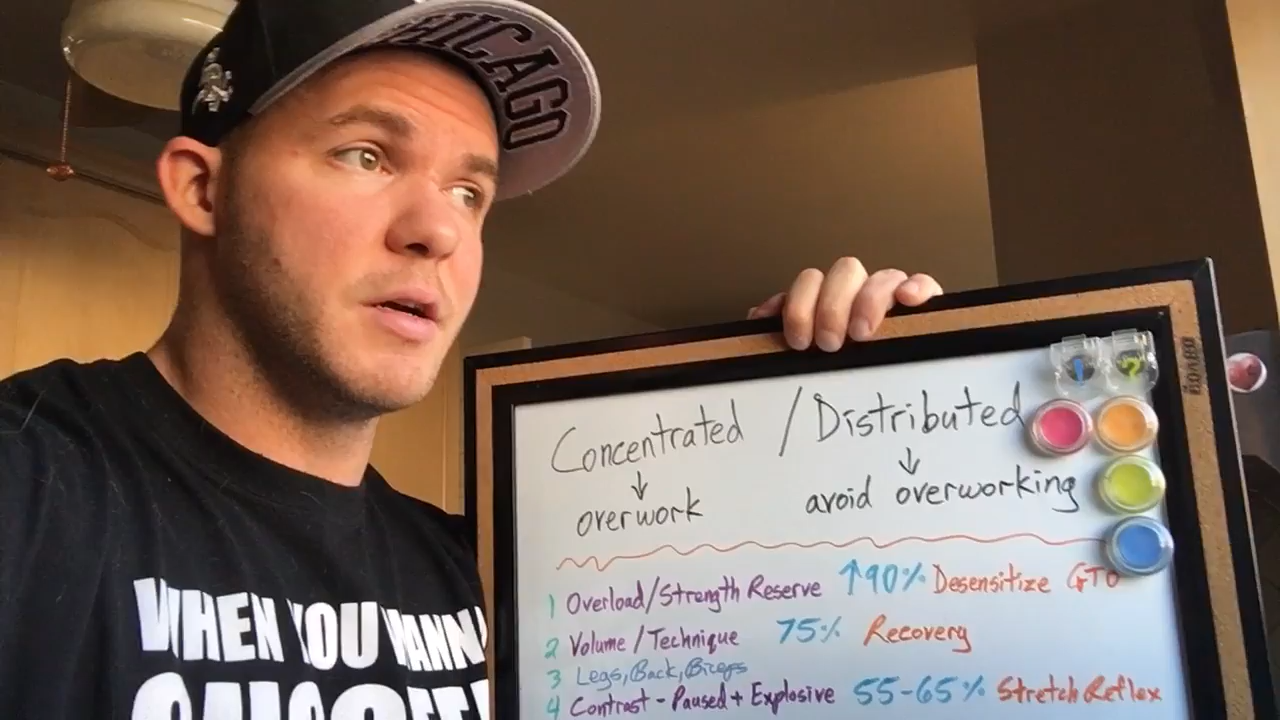 CHICAGO
Concentrated / Distributed
↓ ↓
overwork avoid overworking
1 Overload/Strength Reserve ↑90% Desensitize GTO
2 Volume/Technique 75% Recovery
3 Legs, Back, Biceps
4 Contrast - Paused + Explosive 55-65% Stretch Reflex
BOARD
WHEN YOU WANNA